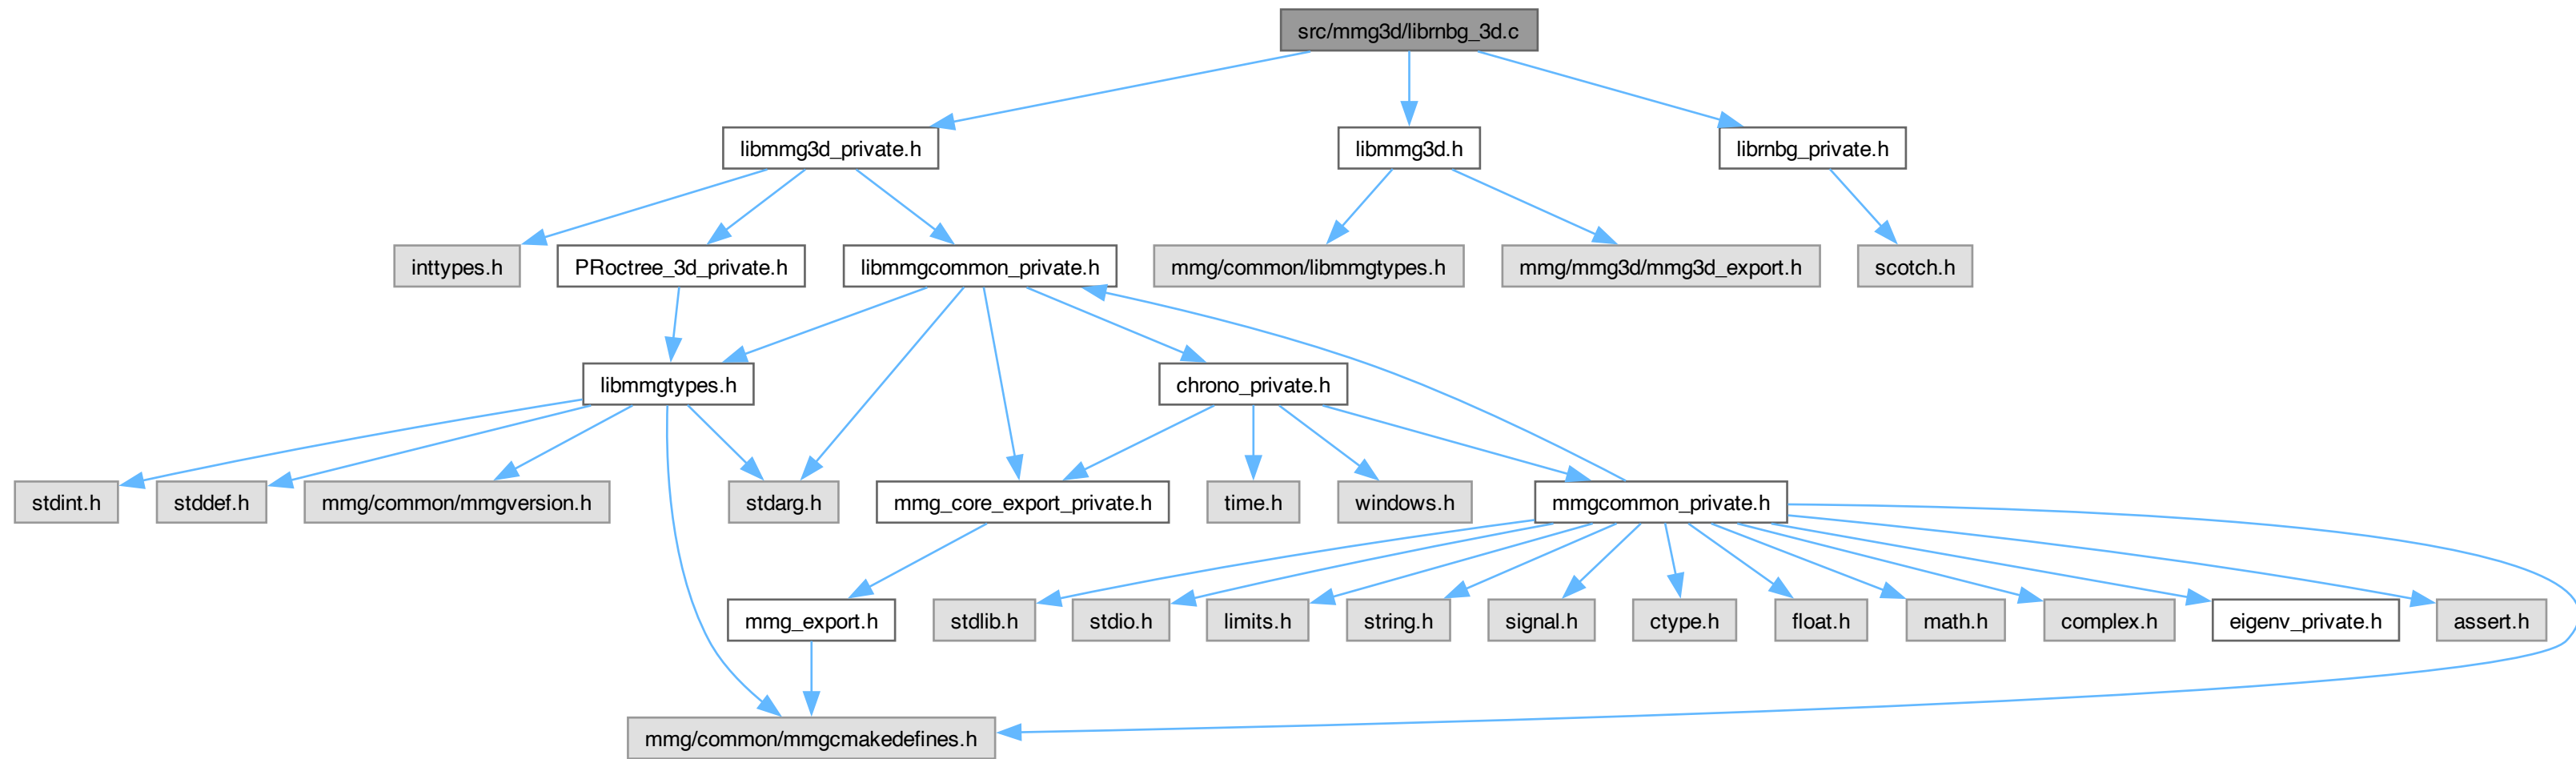 src/mmg3d/librnbg_3d.c
libmmg3d_private.h
libmmg3d.h
librnbg_private.h
inttypes.h
PRoctree_3d_private.h
libmmgcommon_private.h
mmg/common/libmmgtypes.h
mmg/mmg3d/mmg3d_export.h
scotch.h
libmmgtypes.h
chrono_private.h
stdint.h
stddef.h
mmg/common/mmgversion.h
stdarg.h
mmg_core_export_private.h
time.h
windows.h
mmgcommon_private.h
mmg_export.h
stdlib.h
stdio.h
limits.h
string.h
signal.h
ctype.h
float.h
math.h
complex.h
eigenv_private.h
assert.h
mmg/common/mmgcmakedefines.h